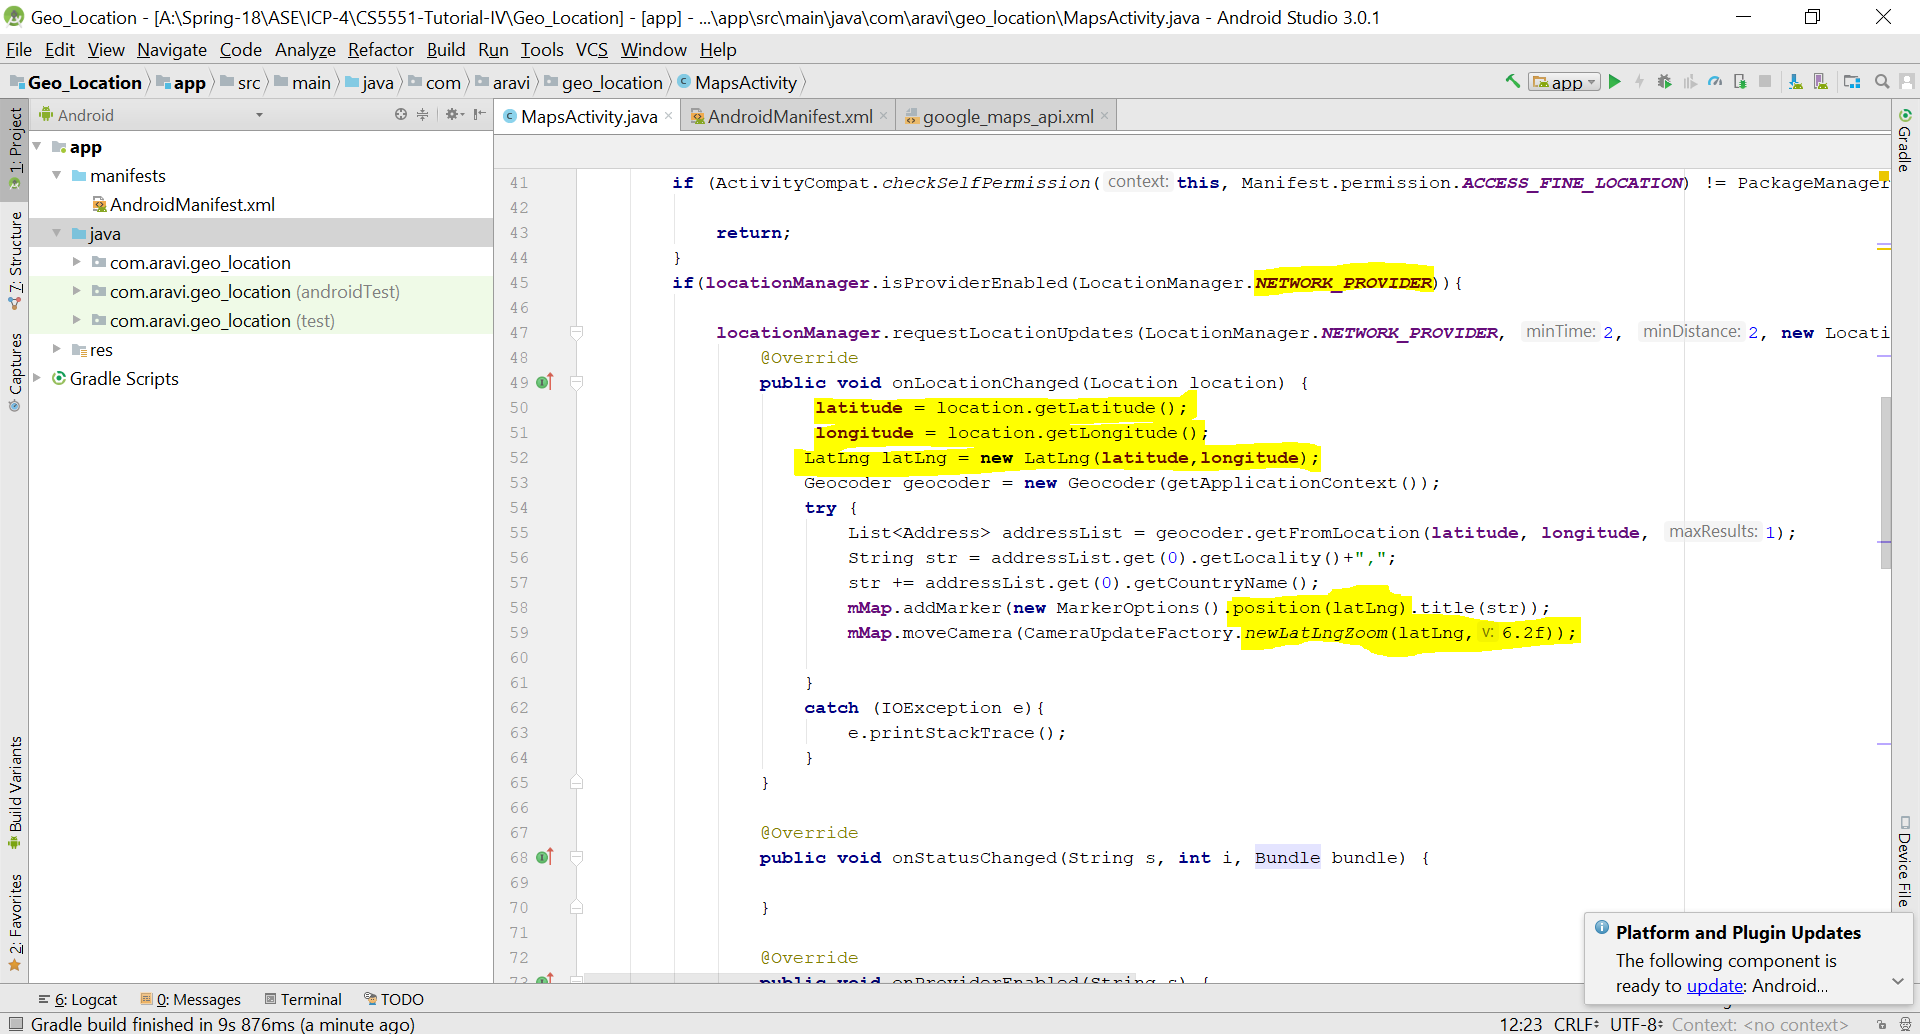 Geo_Location - [A:\Spring-18\ASE\ICP-4\CS5551-Tutorial-IV\Geo_Location] - [app] - ...\app\src\main\java\com\aravi\geo_location\MapsActivity.java - Android Studio 3.0.1
File Edit View Navigate Code Analyze Refactor Build Run Tools VCS Window Help
Geo_Location app src main java com aravi geo_location MapsActivity
app
Android
MapsActivity.java AndroidManifest.xml google_maps_api.xml
1: Project
7: Structure
Captures
Build Variants
2: Favorites
app
manifests
AndroidManifest.xml
java
com.aravi.geo_location
com.aravi.geo_location (androidTest)
com.aravi.geo_location (test)
res
Gradle Scripts
41 if (ActivityCompat.checkSelfPermission( context: this, Manifest.permission.ACCESS_FINE_LOCATION) != PackageManager
42
43 return;
44 }
45 if(locationManager.isProviderEnabled(LocationManager.NETWORK_PROVIDER)){
46
47 locationManager.requestLocationUpdates(LocationManager.NETWORK_PROVIDER, minTime: 2, minDistance: 2, new Locati
48 @Override
49 public void onLocationChanged(Location location) {
50 latitude = location.getLatitude();
51 longitude = location.getLongitude();
52 LatLng latLng = new LatLng(latitude,longitude);
53 Geocoder geocoder = new Geocoder(getApplicationContext());
54 try {
55 List<Address> addressList = geocoder.getFromLocation(latitude, longitude, maxResults: 1);
56 String str = addressList.get(0).getLocality()+",";
57 str += addressList.get(0).getCountryName();
58 mMap.addMarker(new MarkerOptions().position(latLng).title(str));
59 mMap.moveCamera(CameraUpdateFactory.newLatLngZoom(latLng, v: 6.2f));
60
61 }
62 catch (IOException e){
63 e.printStackTrace();
64 }
65 }
66
67 @Override
68 public void onStatusChanged(String s, int i, Bundle bundle) {
69
70 }
71
72 @Override
73 public void onProviderEnabled(String s) {
Gradle
Device File
Platform and Plugin Updates
The following component is
ready to update: Android...
6: Logcat 0: Messages Terminal TODO
Gradle build finished in 9s 876ms (a minute ago)
12:23 CRLF UTF-8 Context: <no context>